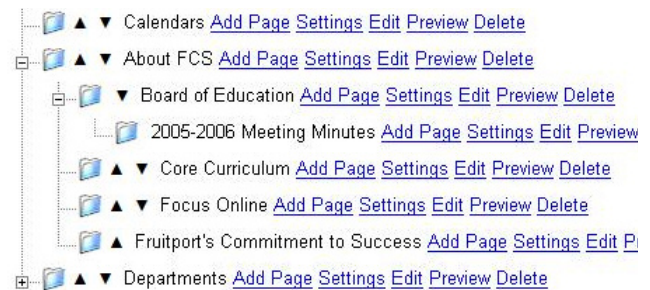 ▲ ▼ Calendars Add Page Settings Edit Preview Delete
▲ ▼ About FCS Add Page Settings Edit Preview Delete
▼ Board of Education Add Page Settings Edit Preview Delete
2005-2006 Meeting Minutes Add Page Settings Edit Preview
▲ ▼ Core Curriculum Add Page Settings Edit Preview Delete
▲ ▼ Focus Online Add Page Settings Edit Preview Delete
▲ Fruitport's Commitment to Success Add Page Settings Edit
▲ ▼ Departments Add Page Settings Edit Preview Delete